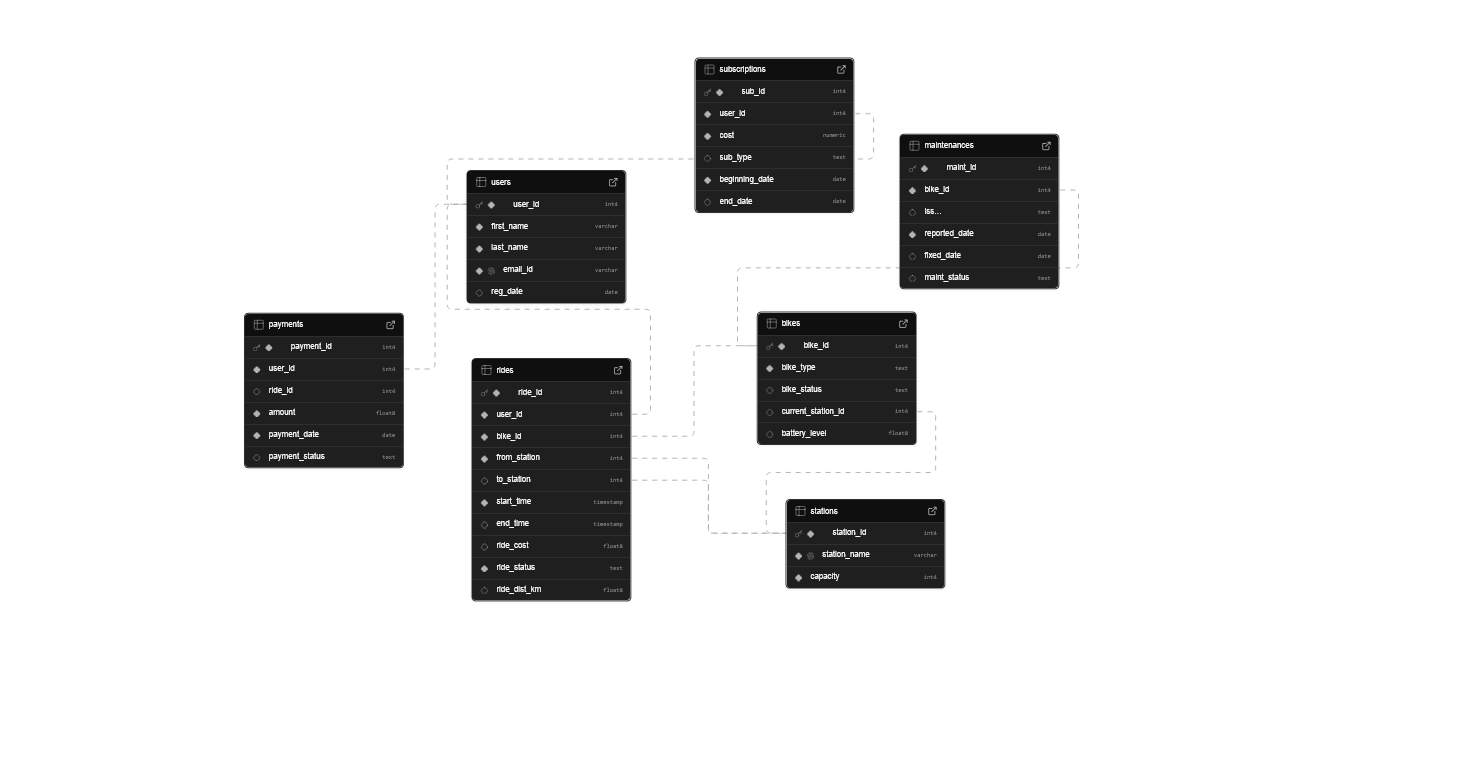 subscriptions
sub_id int4
user_id int4
cost numeric
sub_type text
beginning_date date
end_date date
maintenances
maint_id int4
bike_id int4
iss... text
reported_date date
fixed_date date
maint_status text
users
user_id int4
first_name varchar
last_name varchar
email_id varchar
reg_date date
payments
payment_id int4
user_id int4
ride_id int4
amount float8
payment_date date
payment_status text
rides
ride_id int4
user_id int4
bike_id int4
from_station int4
to_station int4
start_time timestamp
end_time timestamp
ride_cost float8
ride_status text
ride_dist_km float8
bikes
bike_id int4
bike_type text
bike_status text
current_station_id int4
battery_level float8
stations
station_id int4
station_name varchar
capacity int4